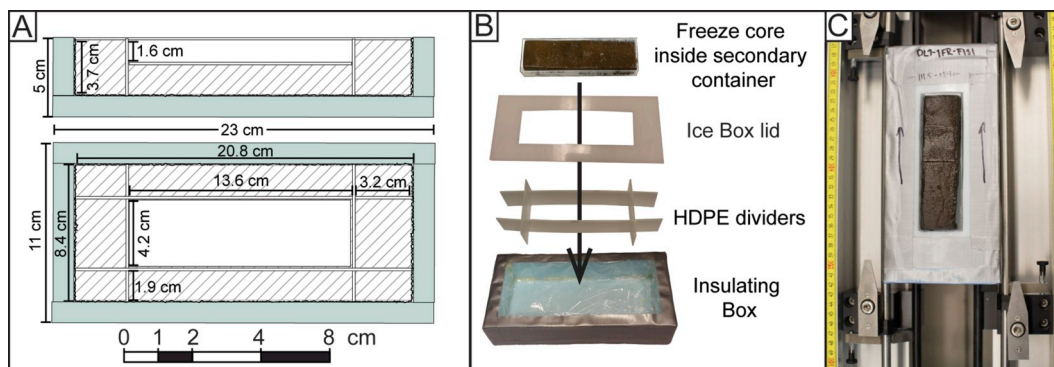 A
1.6 cm
3.7 cm
5 cm
23 cm
20.8 cm
13.6 cm
3.2 cm
11 cm
8.4 cm
4.2 cm
1.9 cm
0 1 2 4 8 cm
B
Freeze core
inside secondary
container
Ice Box lid
HDPE dividers
Insulating
Box
C